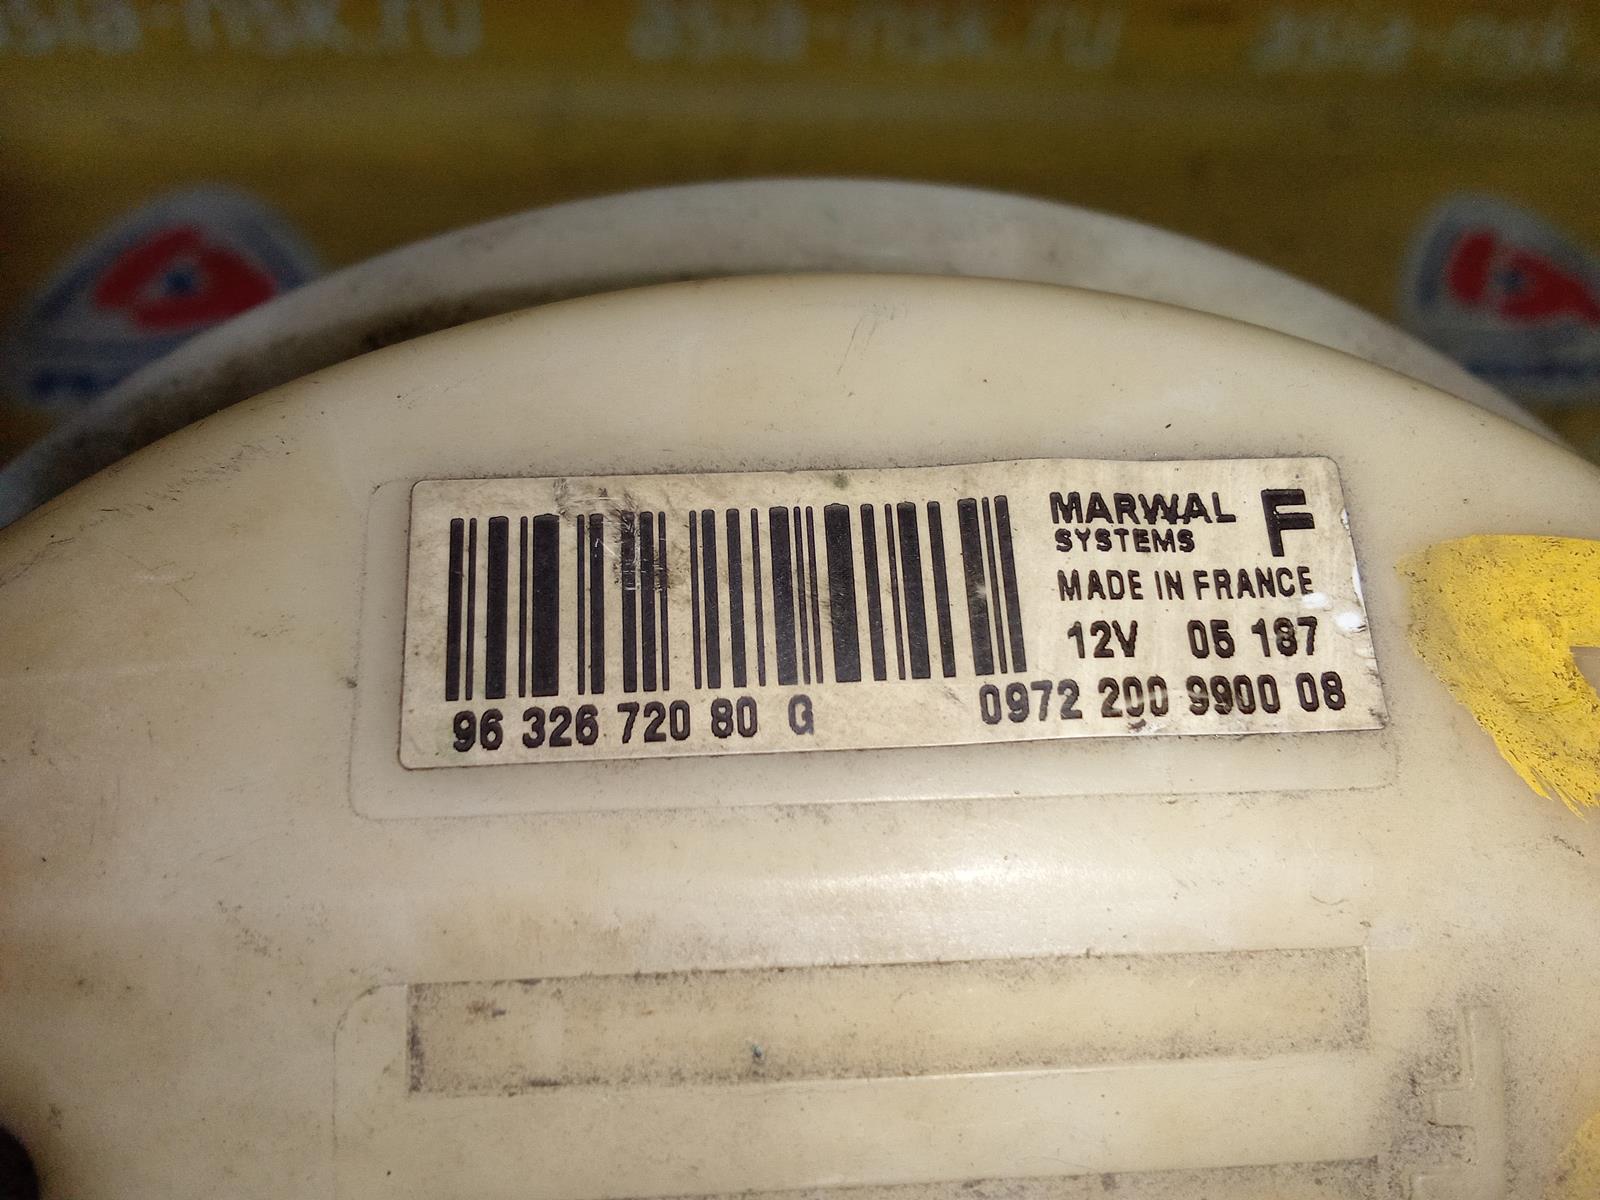 MARWAL F
SYSTEMS
MADE IN FRANCE
12V 05 187
96 326 720 80 G 0972 200 9900 08